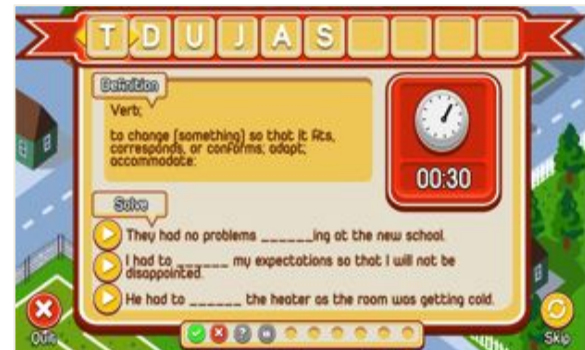 T D U J A S
Definition
Verb;
to change (something) so that it fits,
corresponds, or conforms; adapt;
accommodate:
00:30
Solve
They had no problems ______ing at the new school.
I had to ______ my expectations so that I will not be
disappointed.
He had to ______ the heater as the room was getting cold.
Quit
Skip